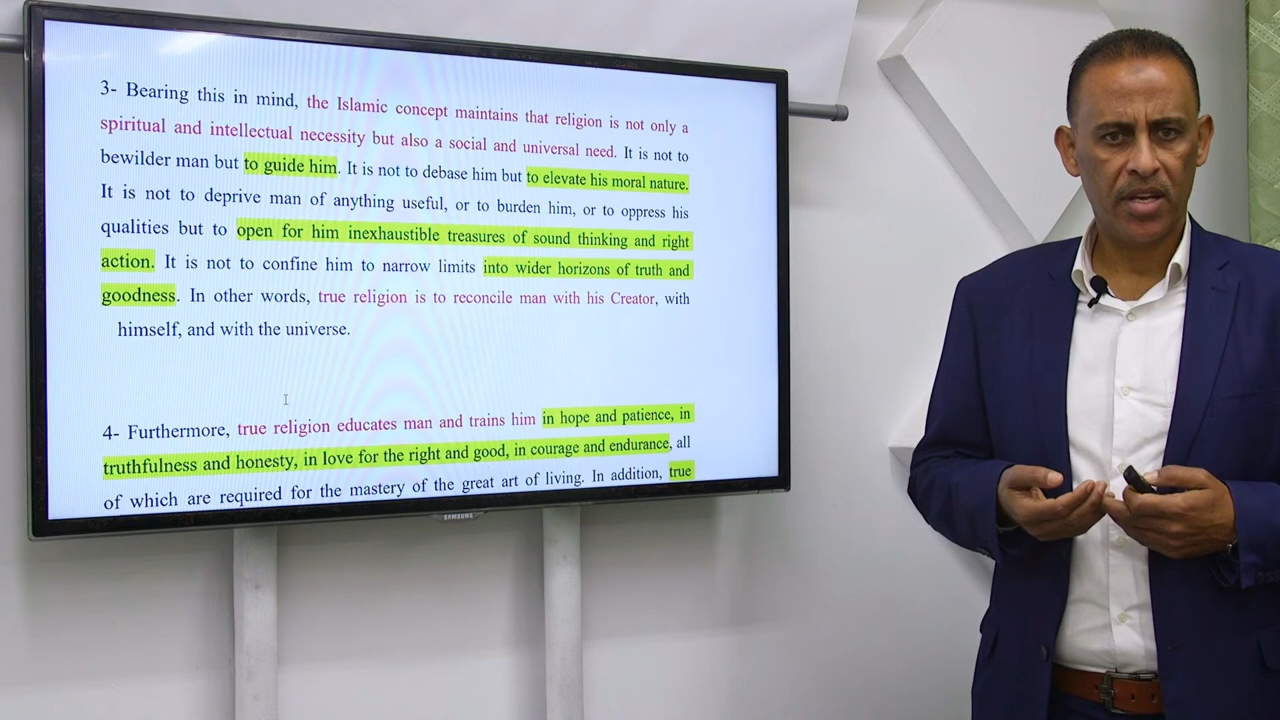 3- Bearing this in mind, the Islamic concept maintains that religion is not only a
spiritual and intellectual necessity but also a social and universal need. It is not to
bewilder man but to guide him. It is not to debase him but to elevate his moral nature.
It is not to deprive man of anything useful, or to burden him, or to oppress his
qualities but to open for him inexhaustible treasures of sound thinking and right
action. It is not to confine him to narrow limits into wider horizons of truth and
goodness. In other words, true religion is to reconcile man with his Creator, with
himself, and with the universe.
4- Furthermore, true religion educates man and trains him in hope and patience, in
truthfulness and honesty, in love for the right and good, in courage and endurance, all
of which are required for the mastery of the great art of living. In addition, true
SAMSUNG